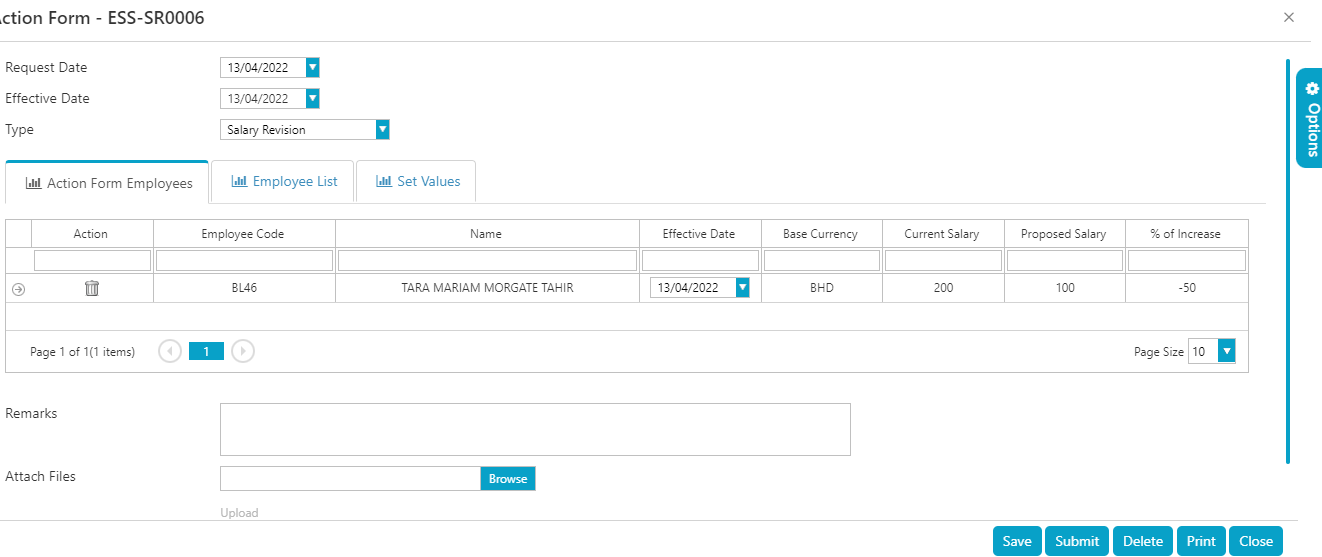 ction Form - ESS-SR0006
Request Date 13/04/2022
Effective Date 13/04/2022
Type Salary Revision
Options
Action Form Employees Employee List Set Values
Action Employee Code Name Effective Date Base Currency Current Salary Proposed Salary % of Increase
BL46 TARA MARIAM MORGATE TAHIR 13/04/2022 BHD 200 100 -50
Page 1 of 1(1 items) 1 Page Size 10
Remarks
Attach Files Browse
Upload
Save Submit Delete Print Close